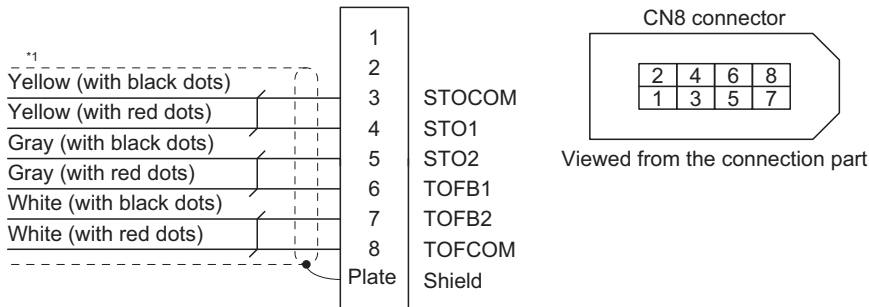 CN8 connector
1
2
*1
Yellow (with black dots)
3 STOCOM
Yellow (with red dots)
4 STO1
Gray (with black dots)
5 STO2
Gray (with red dots)
6 TOFB1
White (with black dots)
7 TOFB2
White (with red dots)
8 TOFCOM
Plate Shield
2 4 6 8
1 3 5 7
Viewed from the connection part